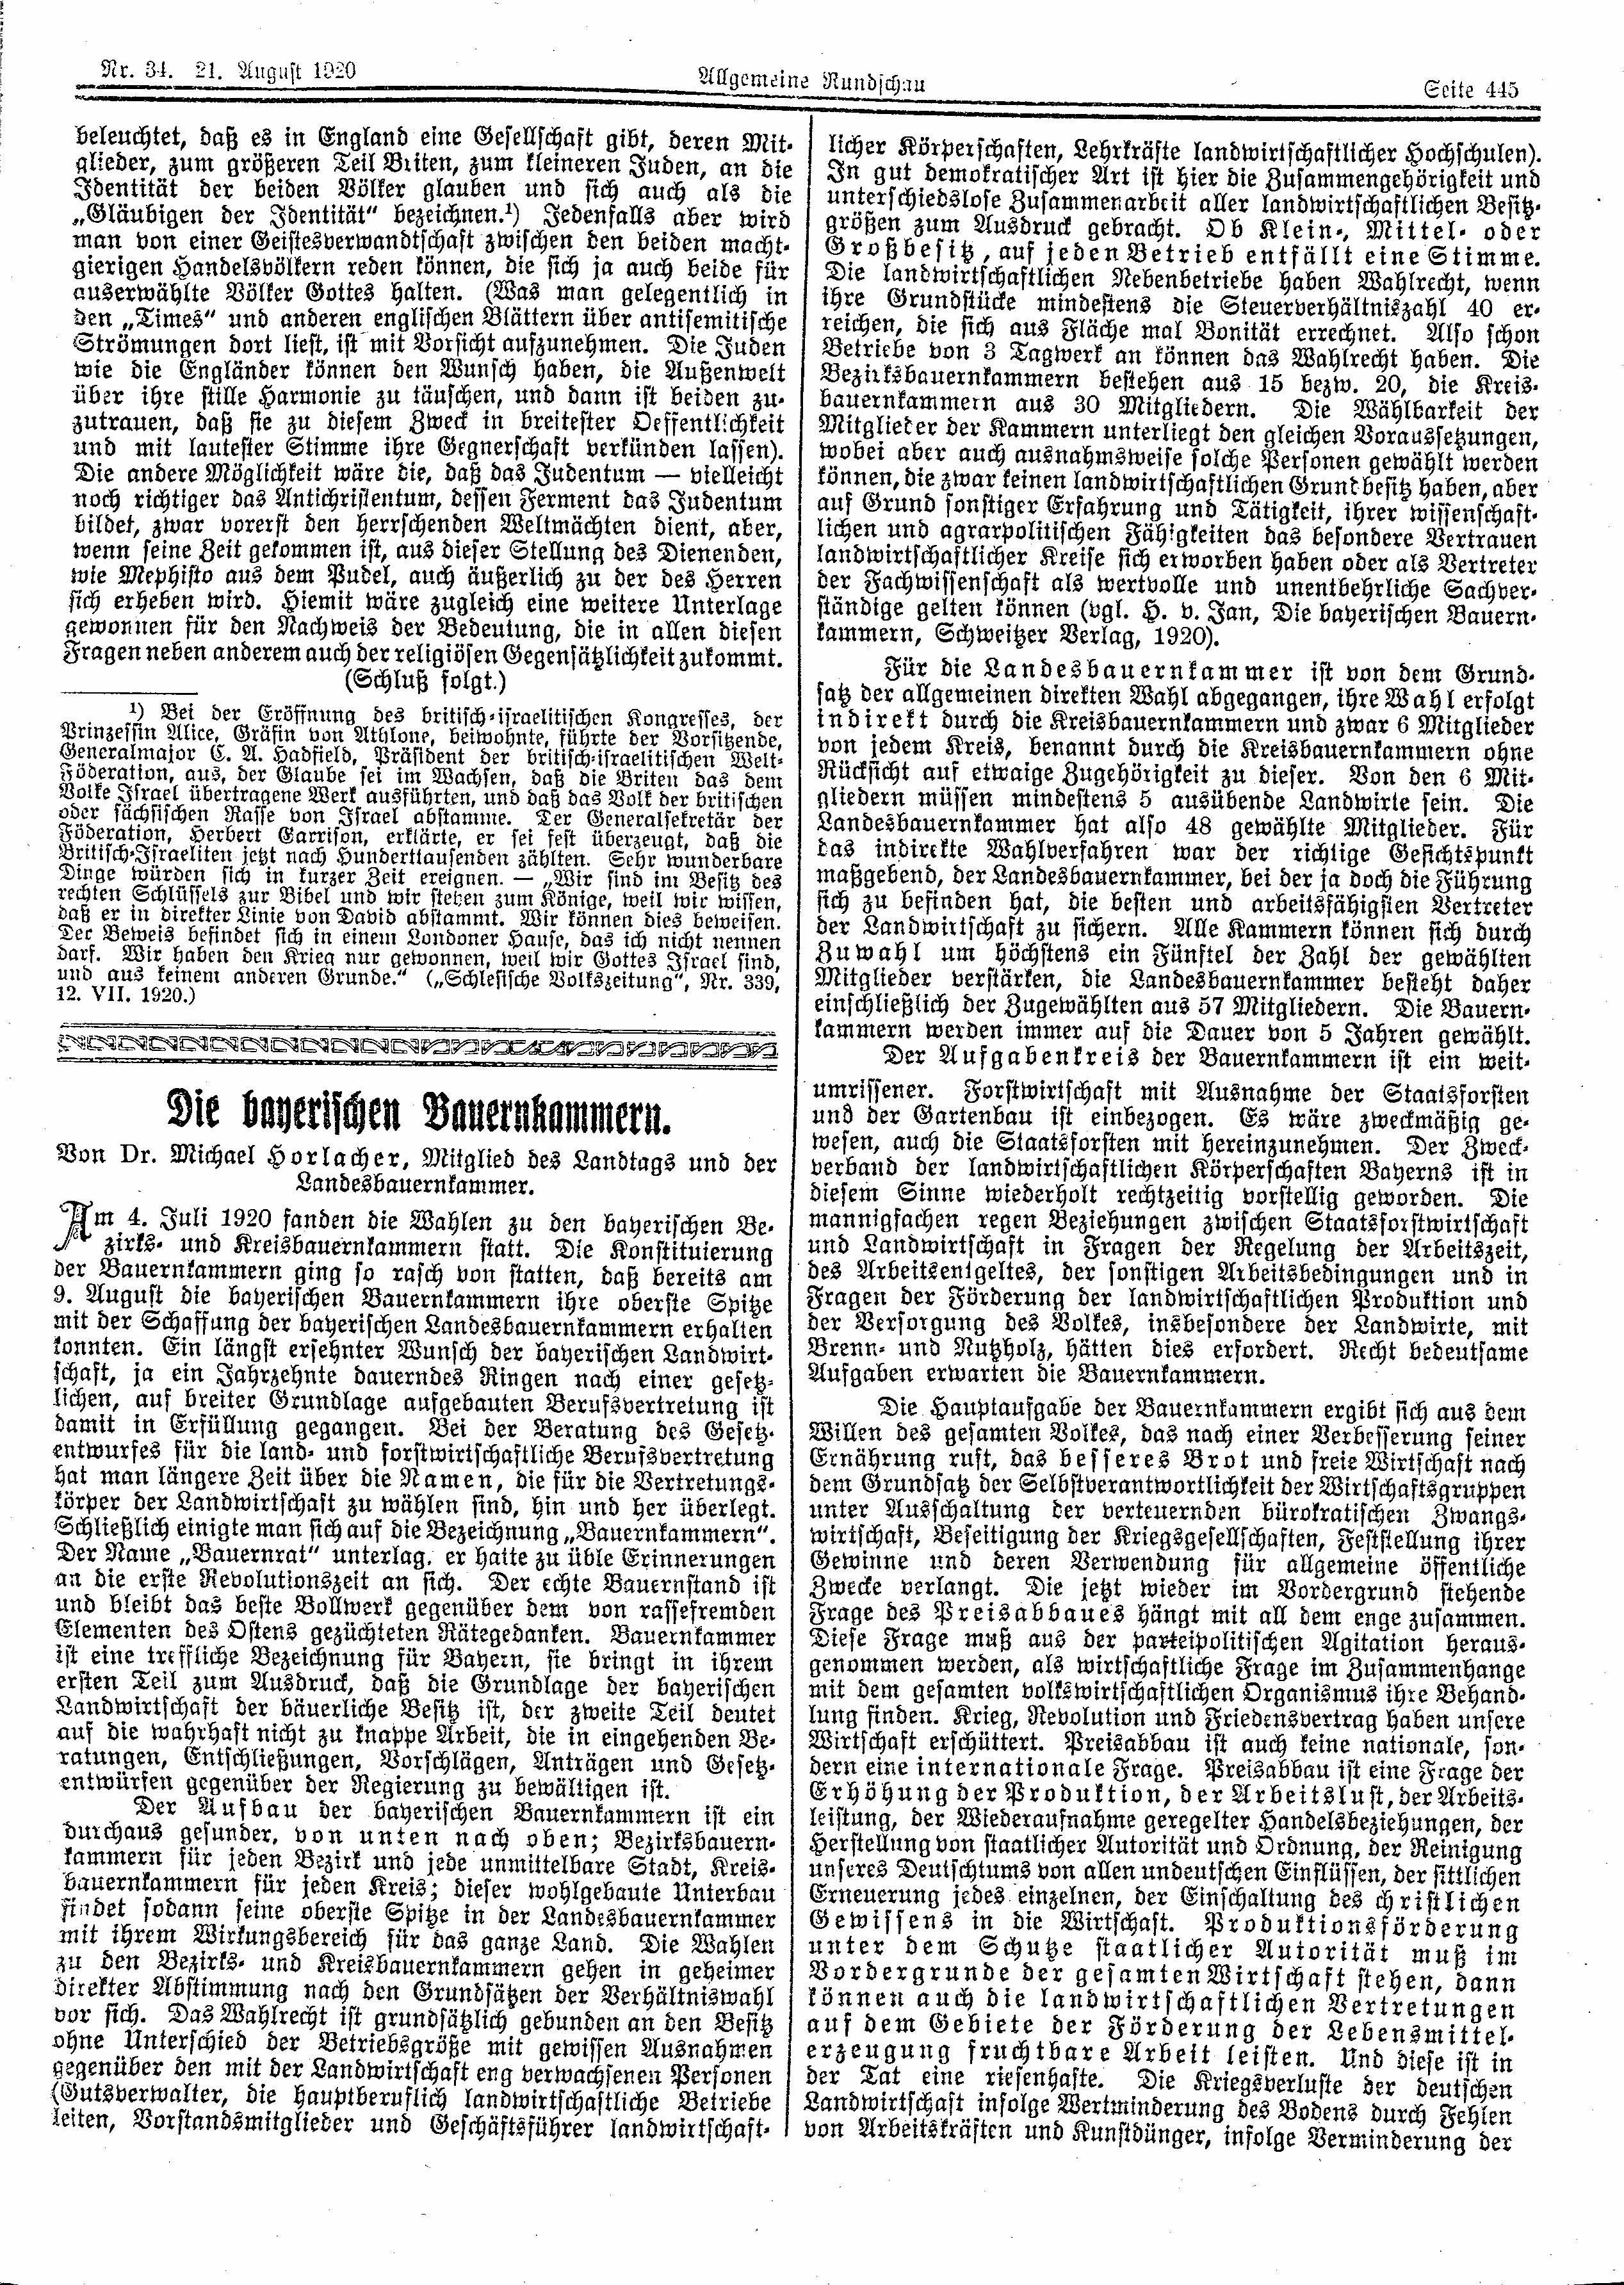 Nr. 34. 21. August 1920
Allgemeine Rundschau
Seite 445
beleuchtet, daß es in England eine Gesellschaft gibt, deren Mit-
glieder, zum größeren Teil Briten, zum kleineren Juden, an die
Identität der beiden Völker glauben und sich auch als die
„Gläubigen der Identität“ bezeichnen.¹) Jedenfalls aber wird
man von einer Geistesverwandtschaft zwischen den beiden macht-
gierigen Handelsvölkern reden können, die sich ja auch beide für
auserwählte Völker Gottes halten. (Was man gelegentlich in
den „Times“ und anderen englischen Blättern über antisemitische
Strömungen dort liest, ist mit Vorsicht aufzunehmen. Die Juden
wie die Engländer können den Wunsch haben, die Außenwelt
über ihre stille Harmonie zu täuschen, und dann ist beiden zu-
zutrauen, daß sie zu diesem Zweck in breitester Oeffentlichkeit
und mit lautester Stimme ihre Gegnerschaft verkünden lassen).
Die andere Möglichkeit wäre die, daß das Judentum — vielleicht
noch richtiger das Antichristentum, dessen Ferment das Judentum
bildet, zwar vorerst den herrschenden Weltmächten dient, aber,
wenn seine Zeit gekommen ist, aus dieser Stellung des Dienenden,
wie Mephisto aus dem Pudel, auch äußerlich zu der des Herren
sich erheben wird. Hiemit wäre zugleich eine weitere Unterlage
gewonnen für den Nachweis der Bedeutung, die in allen diesen
Fragen neben anderem auch der religiösen Gegensätzlichkeit zukommt.
(Schluß folgt.)
¹) Bei der Eröffnung des britisch-israelitischen Kongresses, der
Prinzessin Alice, Gräfin von Athlone, beiwohnte, führte der Vorsitzende,
Generalmajor C. A. Hadfield, Präsident der britisch-israelitischen Welt-
Föderation, aus, der Glaube sei im Wachsen, daß die Briten das dem
Volke Israel übertragene Werk ausführten, und daß das Volk der britischen
oder sächsischen Rasse von Israel abstamme. Der Generalsekretär der
Föderation, Herbert Garrison, erklärte, er sei fest überzeugt, daß die
Britisch-Israeliten jetzt nach Hunderttausenden zählten. Sehr wunderbare
Dinge würden sich in kurzer Zeit ereignen. — „Wir sind im Besitz des
rechten Schlüssels zur Bibel und wir stehen zum Könige, weil wir wissen,
daß er in direkter Linie von David abstammt. Wir können dies beweisen.
Der Beweis befindet sich in einem Londoner Hause, das ich nicht nennen
darf. Wir haben den Krieg nur gewonnen, weil wir Gottes Israel sind,
und aus keinem anderen Grunde.“ („Schlesische Volkszeitung“, Nr. 339,
12. VII. 1920.)
Die bayerischen Bauernkammern.
Von Dr. Michael Horlacher, Mitglied des Landtags und der
Landesbauernkammer.
Am 4. Juli 1920 fanden die Wahlen zu den bayerischen Be-
zirks- und Kreisbauernkammern statt. Die Konstituierung
der Bauernkammern ging so rasch von statten, daß bereits am
9. August die bayerischen Bauernkammern ihre oberste Spitze
mit der Schaffung der bayerischen Landesbauernkammern erhalten
konnten. Ein längst ersehnter Wunsch der bayerischen Landwirt-
schaft, ja ein Jahrzehnte dauerndes Ringen nach einer gesetz-
lichen, auf breiter Grundlage aufgebauten Berufsvertretung ist
damit in Erfüllung gegangen. Bei der Beratung des Gesetz-
entwurfes für die land- und forstwirtschaftliche Berufsvertretung
hat man längere Zeit über die Namen, die für die Vertretungs-
körper der Landwirtschaft zu wählen sind, hin und her überlegt.
Schließlich einigte man sich auf die Bezeichnung „Bauernkammern“.
Der Name „Bauernrat“ unterlag, er hatte zu üble Erinnerungen
an die erste Revolutionszeit an sich. Der echte Bauernstand ist
und bleibt das beste Bollwerk gegenüber dem von rassefremden
Elementen des Ostens gezüchteten Rätegedanken. Bauernkammer
ist eine treffliche Bezeichnung für Bayern, sie bringt in ihrem
ersten Teil zum Ausdruck, daß die Grundlage der bayerischen
Landwirtschaft der bäuerliche Besitz ist, der zweite Teil deutet
auf die wahrhaft nicht zu knappe Arbeit, die in eingehenden Be-
ratungen, Entschließungen, Vorschlägen, Anträgen und Gesetz-
entwürfen gegenüber der Regierung zu bewältigen ist.
Der Aufbau der bayerischen Bauernkammern ist ein
durchaus gesunder, von unten nach oben; Bezirksbauern-
kammern für jeden Bezirk und jede unmittelbare Stadt, Kreis-
bauernkammern für jeden Kreis; dieser wohlgebaute Unterbau
findet sodann seine oberste Spitze in der Landesbauernkammer
mit ihrem Wirkungsbereich für das ganze Land. Die Wahlen
zu den Bezirks- und Kreisbauernkammern gehen in geheimer
direkter Abstimmung nach den Grundsätzen der Verhältniswahl
vor sich. Das Wahlrecht ist grundsätzlich gebunden an den Besitz
ohne Unterschied der Betriebsgröße mit gewissen Ausnahmen
gegenüber den mit der Landwirtschaft eng verwachsenen Personen
(Gutsverwalter, die hauptberuflich landwirtschaftliche Betriebe
leiten, Vorstandsmitglieder und Geschäftsführer landwirtschaft-
licher Körperschaften, Lehrkräfte landwirtschaftlicher Hochschulen).
In gut demokratischer Art ist hier die Zusammengehörigkeit und
unterschiedslose Zusammenarbeit aller landwirtschaftlichen Besitz-
größen zum Ausdruck gebracht. Ob Klein-, Mittel- oder
Großbesitz, auf jeden Betrieb entfällt eine Stimme.
Die landwirtschaftlichen Nebenbetriebe haben Wahlrecht, wenn
ihre Grundstücke mindestens die Steuerverhältniszahl 40 er-
reichen, die sich aus Fläche mal Bonität errechnet. Also schon
Betriebe von 3 Tagwerk an können das Wahlrecht haben. Die
Bezirksbauernkammern bestehen aus 15 bezw. 20, die Kreis-
bauernkammern aus 30 Mitgliedern. Die Wählbarkeit der
Mitglieder der Kammern unterliegt den gleichen Voraussetzungen,
wobei aber auch ausnahmsweise solche Personen gewählt werden
können, die zwar keinen landwirtschaftlichen Grundbesitz haben, aber
auf Grund sonstiger Erfahrung und Tätigkeit, ihrer wissenschaft-
lichen und agrarpolitischen Fähigkeiten das besondere Vertrauen
landwirtschaftlicher Kreise sich erworben haben oder als Vertreter
der Fachwissenschaft als wertvolle und unentbehrliche Sachver-
ständige gelten können (vgl. H. v. Jan, Die bayerischen Bauern-
kammern, Schweitzer Verlag, 1920).
Für die Landesbauernkammer ist von dem Grund-
satz der allgemeinen direkten Wahl abgegangen, ihre Wahl erfolgt
indirekt durch die Kreisbauernkammern und zwar 6 Mitglieder
von jedem Kreis, benannt durch die Kreisbauernkammern ohne
Rücksicht auf etwaige Zugehörigkeit zu dieser. Von den 6 Mit-
gliedern müssen mindestens 5 ausübende Landwirte sein. Die
Landesbauernkammer hat also 48 gewählte Mitglieder. Für
das indirekte Wahlverfahren war der richtige Gesichtspunkt
maßgebend, der Landesbauernkammer, bei der ja doch die Führung
sich zu befinden hat, die besten und arbeitsfähigsten Vertreter
der Landwirtschaft zu sichern. Alle Kammern können sich durch
Zuwahl um höchstens ein Fünftel der Zahl der gewählten
Mitglieder verstärken, die Landesbauernkammer besteht daher
einschließlich der Zugewählten aus 57 Mitgliedern. Die Bauern-
kammern werden immer auf die Dauer von 5 Jahren gewählt.
Der Aufgabenkreis der Bauernkammern ist ein weit-
umrissener. Forstwirtschaft mit Ausnahme der Staatsforsten
und der Gartenbau ist einbezogen. Es wäre zweckmäßig ge-
wesen, auch die Staatsforsten mit hereinzunehmen. Der Zweck-
verband der landwirtschaftlichen Körperschaften Bayerns ist in
diesem Sinne wiederholt rechtzeitig vorstellig geworden. Die
mannigfachen regen Beziehungen zwischen Staatsforstwirtschaft
und Landwirtschaft in Fragen der Regelung der Arbeitszeit,
des Arbeitsentgeltes, der sonstigen Arbeitsbedingungen und in
Fragen der Förderung der landwirtschaftlichen Produktion und
der Versorgung des Volkes, insbesondere der Landwirte, mit
Brenn- und Nutzholz, hätten dies erfordert. Recht bedeutsame
Aufgaben erwarten die Bauernkammern.
Die Hauptaufgabe der Bauernkammern ergibt sich aus dem
Willen des gesamten Volkes, das nach einer Verbesserung seiner
Ernährung ruft, das besseres Brot und freie Wirtschaft nach
dem Grundsatz der Selbstverantwortlichkeit der Wirtschaftsgruppen
unter Ausschaltung der verteuernden bürokratischen Zwangs-
wirtschaft, Beseitigung der Kriegsgesellschaften, Feststellung ihrer
Gewinne und deren Verwendung für allgemeine öffentliche
Zwecke verlangt. Die jetzt wieder im Vordergrund stehende
Frage des Preisabbaues hängt mit all dem enge zusammen.
Diese Frage muß aus der parteipolitischen Agitation heraus-
genommen werden, als wirtschaftliche Frage im Zusammenhange
mit dem gesamten volkswirtschaftlichen Organismus ihre Behand-
lung finden. Krieg, Revolution und Friedensvertrag haben unsere
Wirtschaft erschüttert. Preisabbau ist auch keine nationale, son-
dern eine internationale Frage. Preisabbau ist eine Frage der
Erhöhung der Produktion, der Arbeitslust, der Arbeits-
leistung, der Wiederaufnahme geregelter Handelsbeziehungen, der
Herstellung von staatlicher Autorität und Ordnung, der Reinigung
unseres Deutschtums von allen undeutschen Einflüssen, der sittlichen
Erneuerung jedes einzelnen, der Einschaltung des christlichen
Gewissens in die Wirtschaft. Produktionsförderung
unter dem Schutze staatlicher Autorität muß im
Vordergrunde der gesamten Wirtschaft stehen, dann
können auch die landwirtschaftlichen Vertretungen
auf dem Gebiete der Förderung der Lebensmittel-
erzeugung fruchtbare Arbeit leisten. Und diese ist in
der Tat eine riesenhafte. Die Kriegsverluste der deutschen
Landwirtschaft infolge Wertminderung des Bodens durch Fehlen
von Arbeitskräften und Kunstdünger, infolge Verminderung der